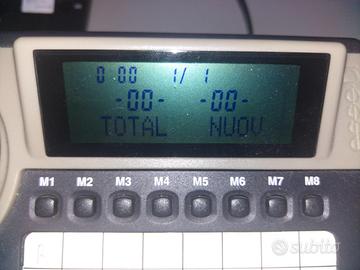 0 00 1/ 1
-00- -00-
TOTAL NUOV
M1 M2 M3 M4 M5 M6 M7 M8
subito